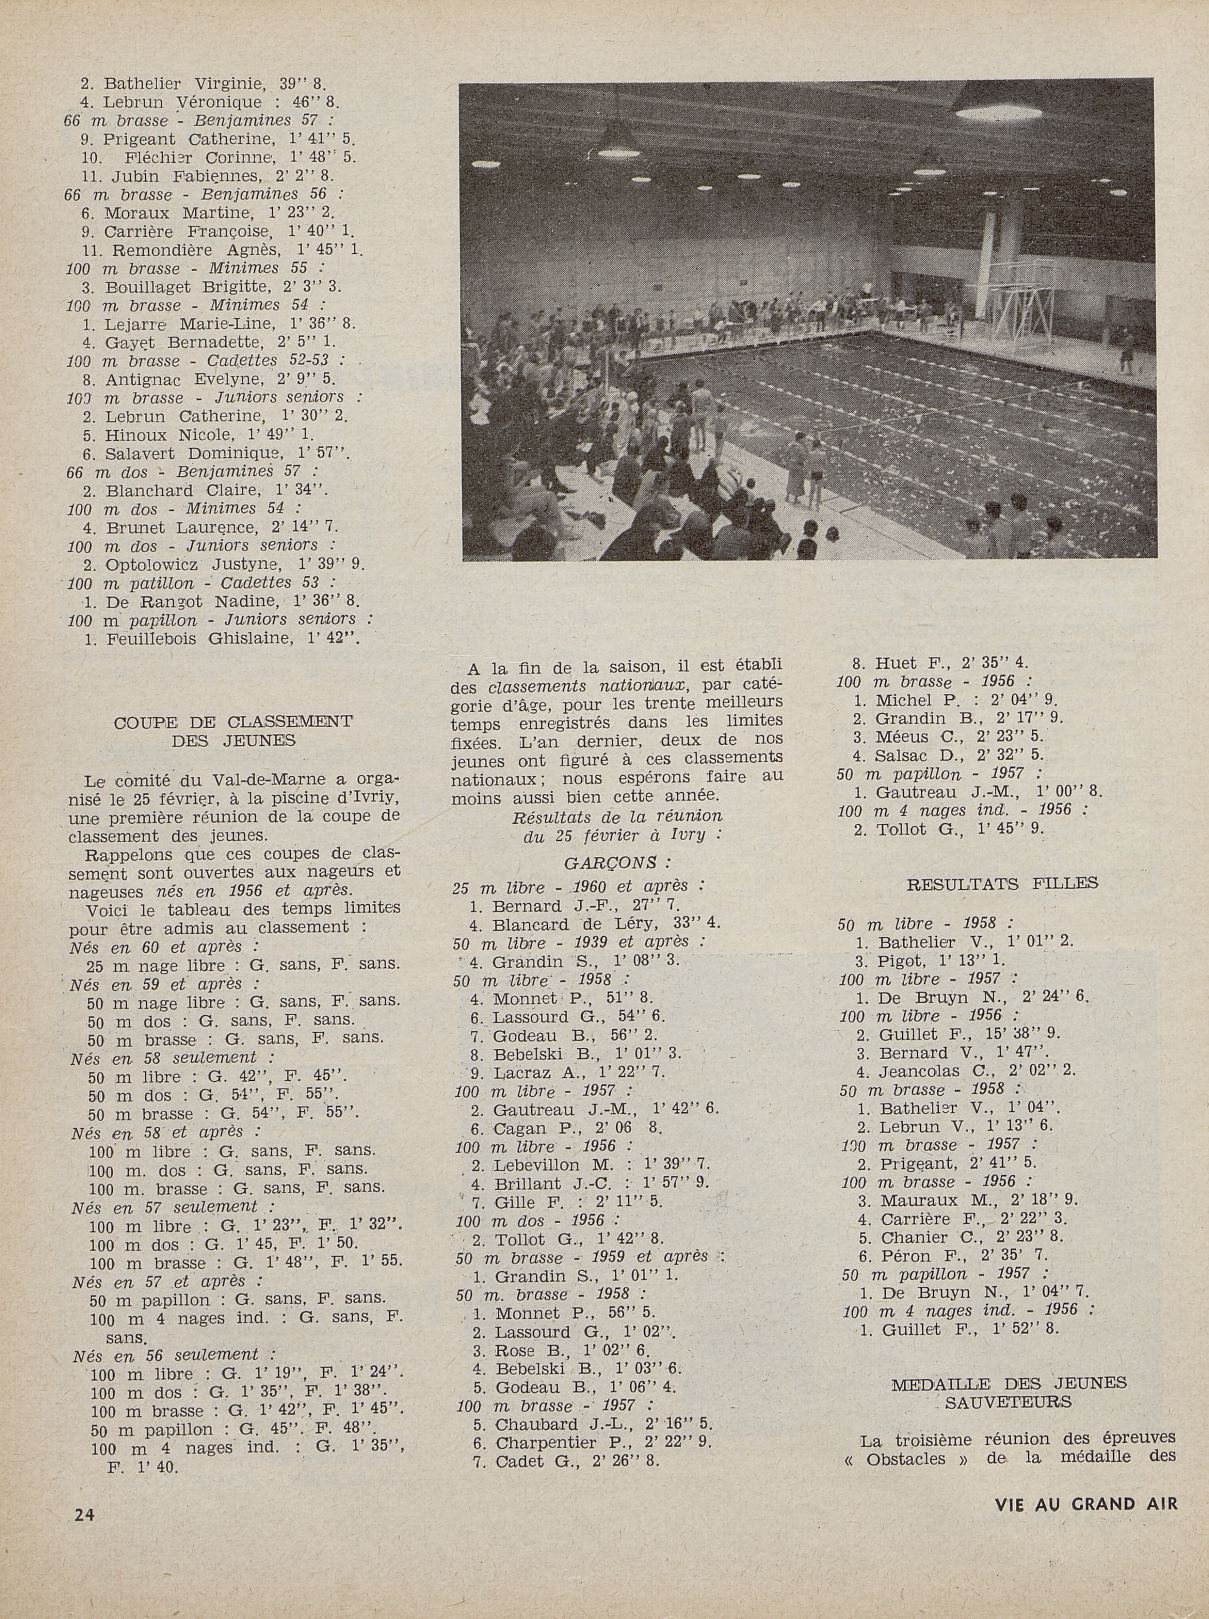 2. Bathelier Virginie, 39'' 8.
4. Lebrun Véronique : 46'' 8.
66 m brasse - Benjamines 57 :
9. Prigeant Catherine, 1' 41'' 5.
10. Fléchier Corinne, 1' 48'' 5.
11. Jubin Fabiennes, 2' 2'' 8.
66 m brasse - Benjamines 56 :
6. Moraux Martine, 1' 23'' 2.
9. Carrière Françoise, 1' 40'' 1.
11. Remondière Agnès, 1' 45'' 1.
100 m brasse - Minimes 55 :
3. Bouillaget Brigitte, 2' 3'' 3.
100 m brasse - Minimes 54 :
1. Lejarre Marie-Line, 1' 36'' 8.
4. Gayet Bernadette, 2' 5'' 1.
100 m brasse - Cadettes 52-53 :
8. Antignac Evelyne, 2' 9'' 5.
100 m brasse - Juniors seniors :
2. Lebrun Catherine, 1' 30'' 2.
5. Hinoux Nicole, 1' 49'' 1.
6. Salavert Dominique, 1' 57''.
66 m dos - Benjamines 57 :
2. Blanchard Claire, 1' 34''.
100 m dos - Minimes 54 :
4. Brunet Laurence, 2' 14'' 7.
100 m dos - Juniors seniors :
2. Optolowicz Justyne, 1' 39'' 9.
100 m patillon - Cadettes 53 :
1. De Rangot Nadine, 1' 36'' 8.
100 m papillon - Juniors seniors :
1. Feuillebois Ghislaine, 1' 42''.
COUPE DE CLASSEMENT
DES JEUNES
Le comité du Val-de-Marne a orga-
nisé le 25 février, à la piscine d'Ivriy,
une première réunion de la coupe de
classement des jeunes.
Rappelons que ces coupes de clas-
sement sont ouvertes aux nageurs et
nageuses nés en 1956 et après.
Voici le tableau des temps limites
pour être admis au classement :
Nés en 60 et après :
25 m nage libre : G. sans, F. sans.
Nés en 59 et après :
50 m nage libre : G. sans, F. sans.
50 m dos : G. sans, F. sans.
50 m brasse : G. sans, F. sans.
Nés en 58 seulement :
50 m libre : G. 42'', F. 45''.
50 m dos : G. 54'', F. 55''.
50 m brasse : G. 54'', F. 55''.
Nés en 58 et après :
100 m libre : G. sans, F. sans.
100 m. dos : G. sans, F. sans.
100 m. brasse : G. sans, F. sans.
Nés en 57 seulement :
100 m libre : G. 1' 23'', F. 1' 32''.
100 m dos : G. 1' 45, F. 1' 50.
100 m brasse : G. 1' 48'', F. 1' 55.
Nés en 57 et après :
50 m papillon : G. sans, F. sans.
100 m 4 nages ind. : G. sans, F.
sans.
Nés en 56 seulement :
100 m libre : G. 1' 19'', F. 1' 24''.
100 m dos : G. 1' 35'', F. 1' 38''.
100 m brasse : G. 1' 42'', F. 1' 45''.
50 m papillon : G. 45''. F. 48''.
100 m 4 nages ind. : G. 1' 35'',
F. 1' 40.
A la fin de la saison, il est établi
des classements nationaux, par caté-
gorie d'âge, pour les trente meilleurs
temps enregistrés dans les limites
fixées. L'an dernier, deux de nos
jeunes ont figuré à ces classements
nationaux ; nous espérons faire au
moins aussi bien cette année.
Résultats de la réunion
du 25 février à Ivry :
GARÇONS :
25 m libre - 1960 et après :
1. Bernard J.-F., 27'' 7.
4. Blancard de Léry, 33'' 4.
50 m libre - 1939 et après :
4. Grandin S., 1' 08'' 3.
50 m libre - 1958 :
4. Monnet P., 51'' 8.
6. Lassourd G., 54'' 6.
7. Godeau B., 56'' 2.
8. Bebelski B., 1' 01'' 3.
9. Lacraz A., 1' 22'' 7.
100 m libre - 1957 :
2. Gautreau J.-M., 1' 42'' 6.
6. Cagan P., 2' 06 8.
100 m libre - 1956 :
2. Lebevillon M. : 1' 39'' 7.
4. Brillant J.-C. : 1' 57'' 9.
7. Gille F. : 2' 11'' 5.
100 m dos - 1956 :
2. Tollot G., 1' 42'' 8.
50 m brasse - 1959 et après :
1. Grandin S., 1' 01'' 1.
50 m. brasse - 1958 :
1. Monnet P., 56'' 5.
2. Lassourd G., 1' 02''.
3. Rose B., 1' 02'' 6.
4. Bebelski B., 1' 03'' 6.
5. Godeau B., 1' 06'' 4.
100 m brasse - 1957 :
5. Chaubard J.-L., 2' 16'' 5.
6. Charpentier P., 2' 22'' 9.
7. Cadet G., 2' 26'' 8.
8. Huet F., 2' 35'' 4.
100 m brasse - 1956 :
1. Michel P. : 2' 04'' 9.
2. Grandin B., 2' 17'' 9.
3. Méeus C., 2' 23'' 5.
4. Salsac D., 2' 32'' 5.
50 m papillon - 1957 :
1. Gautreau J.-M., 1' 00'' 8.
100 m 4 nages ind. - 1956 :
2. Tollot G., 1' 45'' 9.
RESULTATS FILLES
50 m libre - 1958 :
1. Bathelier V., 1' 01'' 2.
3. Pigot, 1' 13'' 1.
100 m libre - 1957 :
1. De Bruyn N., 2' 24'' 6.
100 m libre - 1956 :
2. Guillet F., 15' 38'' 9.
3. Bernard V., 1' 47''.
4. Jeancolas C., 2' 02'' 2.
50 m brasse - 1958 :
1. Bathelier V., 1' 04''.
2. Lebrun V., 1' 13'' 6.
100 m brasse - 1957 :
2. Prigeant, 2' 41'' 5.
100 m brasse - 1956 :
3. Mauraux M., 2' 18'' 9.
4. Carrière F., 2' 22'' 3.
5. Chanier C., 2' 23'' 8.
6. Péron F., 2' 35' 7.
50 m papillon - 1957 :
1. De Bruyn N., 1' 04'' 7.
100 m 4 nages ind. - 1956 :
1. Guillet F., 1' 52'' 8.
MEDAILLE DES JEUNES
SAUVETEURS
La troisième réunion des épreuves
« Obstacles » de la médaille des
24
VIE AU GRAND AIR